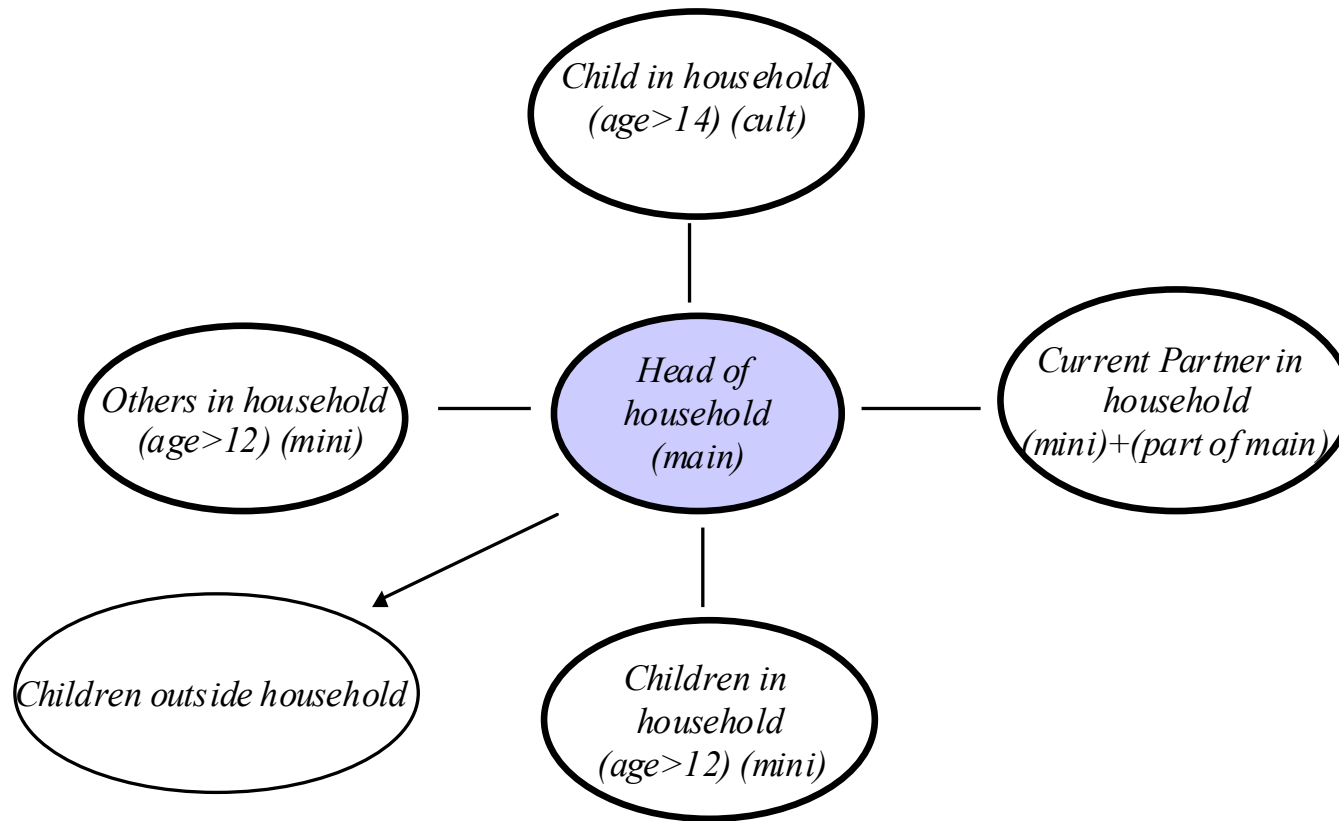 Child in household
(age>14) (cult)
Others in household
(age>12) (mini)
Head of
household
(main)
Current Partner in
household
(mini)+(part of main)
Children outside household
Children in
household
(age>12) (mini)